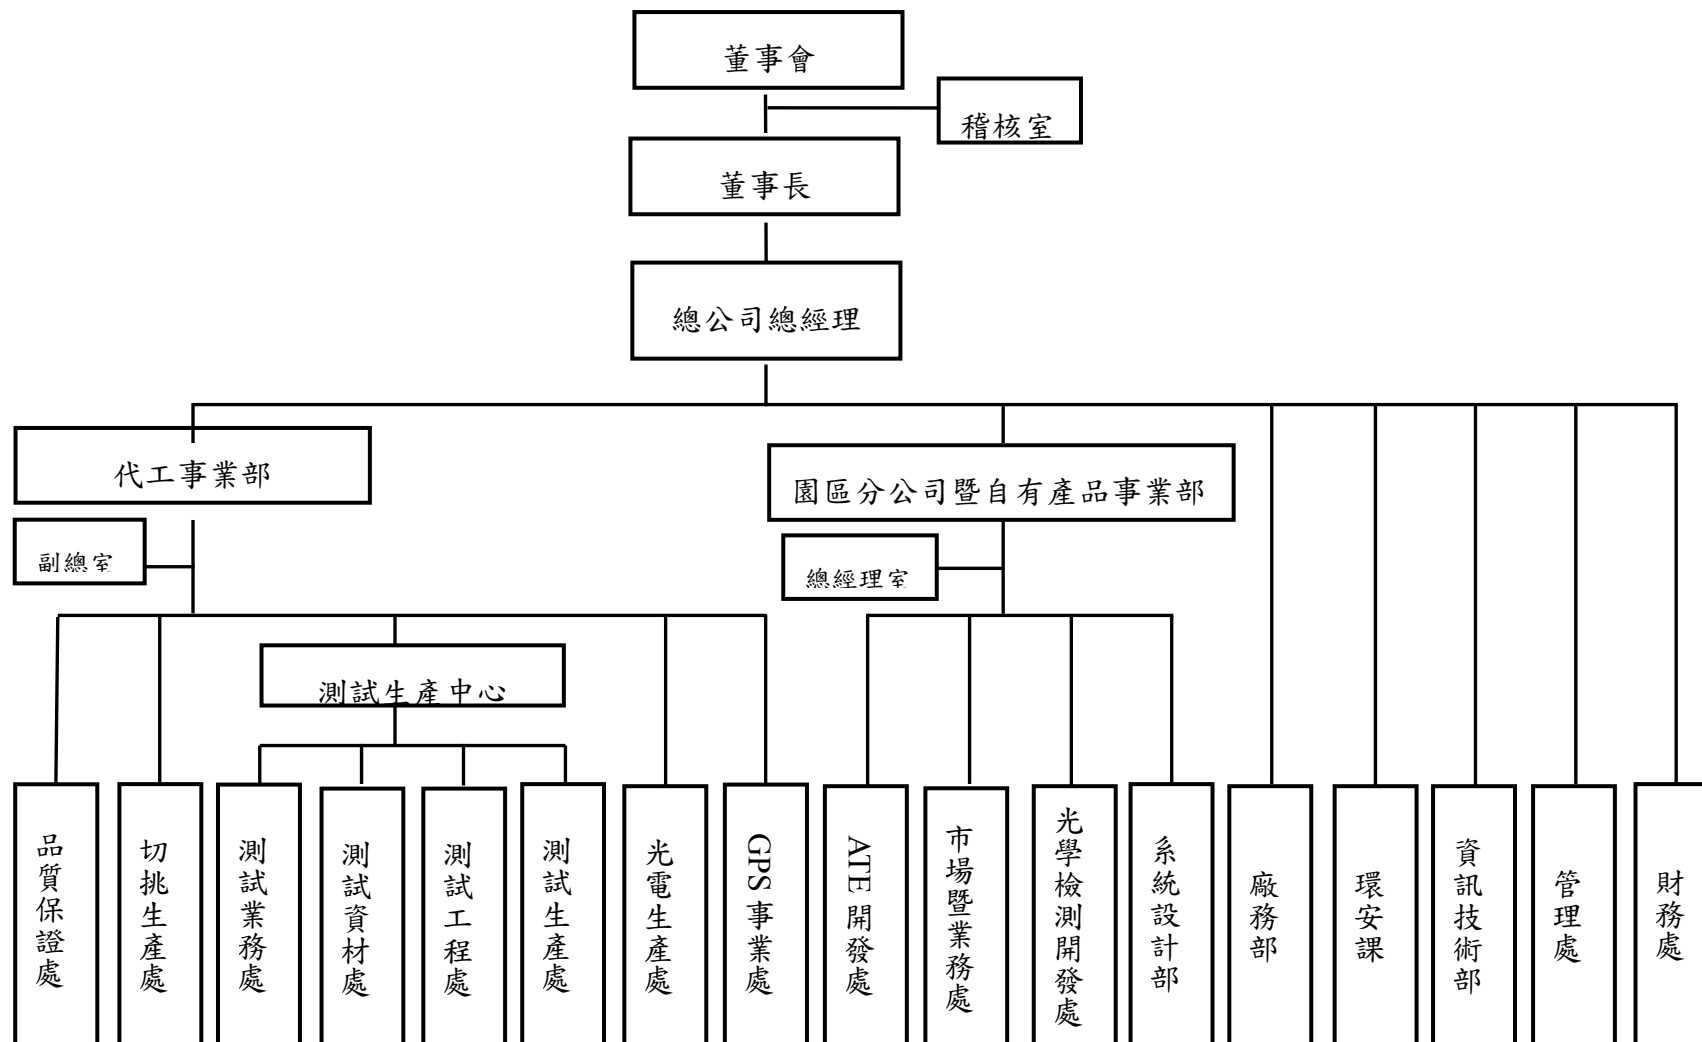 董事會
稽核室
董事長
總公司總經理
代工事業部
園區分公司暨自有產品事業部
副總室
總經理室
測試生產中心
品質保證處
切挑生產處
測試業務處
測試資材處
測試工程處
測試生產處
光電生產處
GPS 事業處
ATE 開發處
市場暨業務處
光學檢測開發處
系統設計部
廠務部
環安課
資訊技術部
管理處
財務處